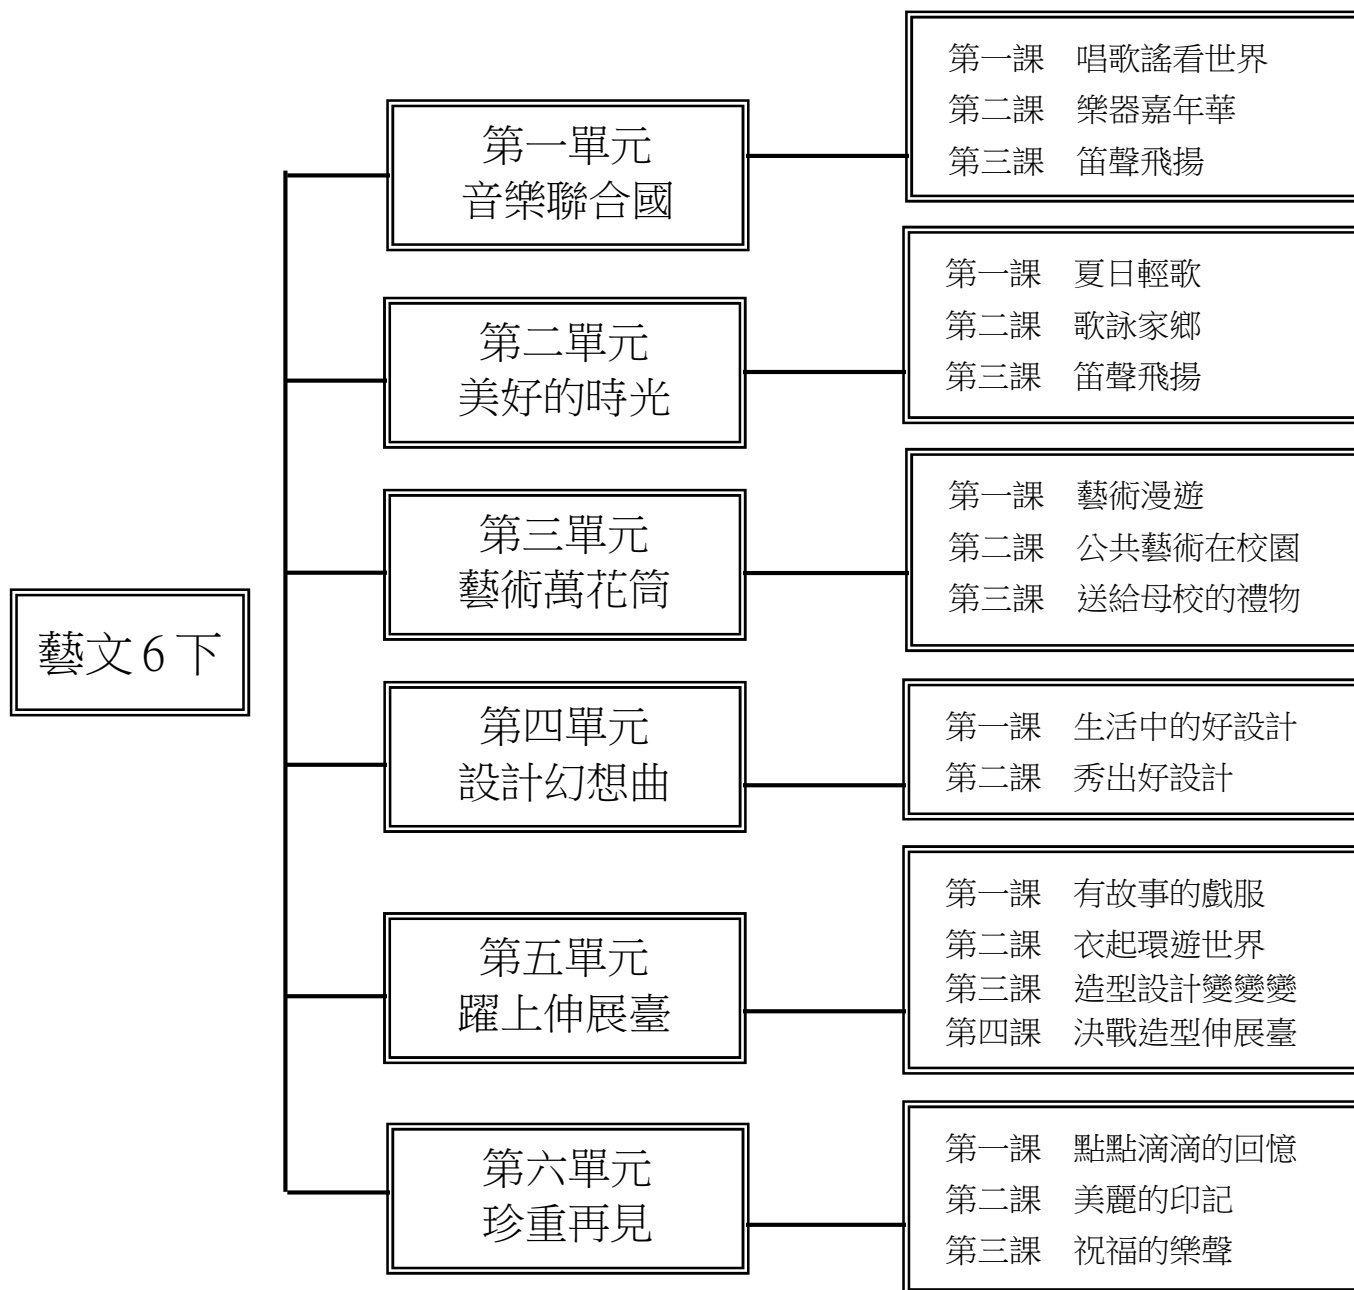 藝文6下
第一單元
音樂聯合國
第一課　唱歌謠看世界
第二課　樂器嘉年華
第三課　笛聲飛揚
第二單元
美好的時光
第一課　夏日輕歌
第二課　歌詠家鄉
第三課　笛聲飛揚
第三單元
藝術萬花筒
第一課　藝術漫遊
第二課　公共藝術在校園
第三課　送給母校的禮物
第四單元
設計幻想曲
第一課　生活中的好設計
第二課　秀出好設計
第五單元
躍上伸展臺
第一課　有故事的戲服
第二課　衣起環遊世界
第三課　造型設計變變變
第四課　決戰造型伸展臺
第六單元
珍重再見
第一課　點點滴滴的回憶
第二課　美麗的印記
第三課　祝福的樂聲